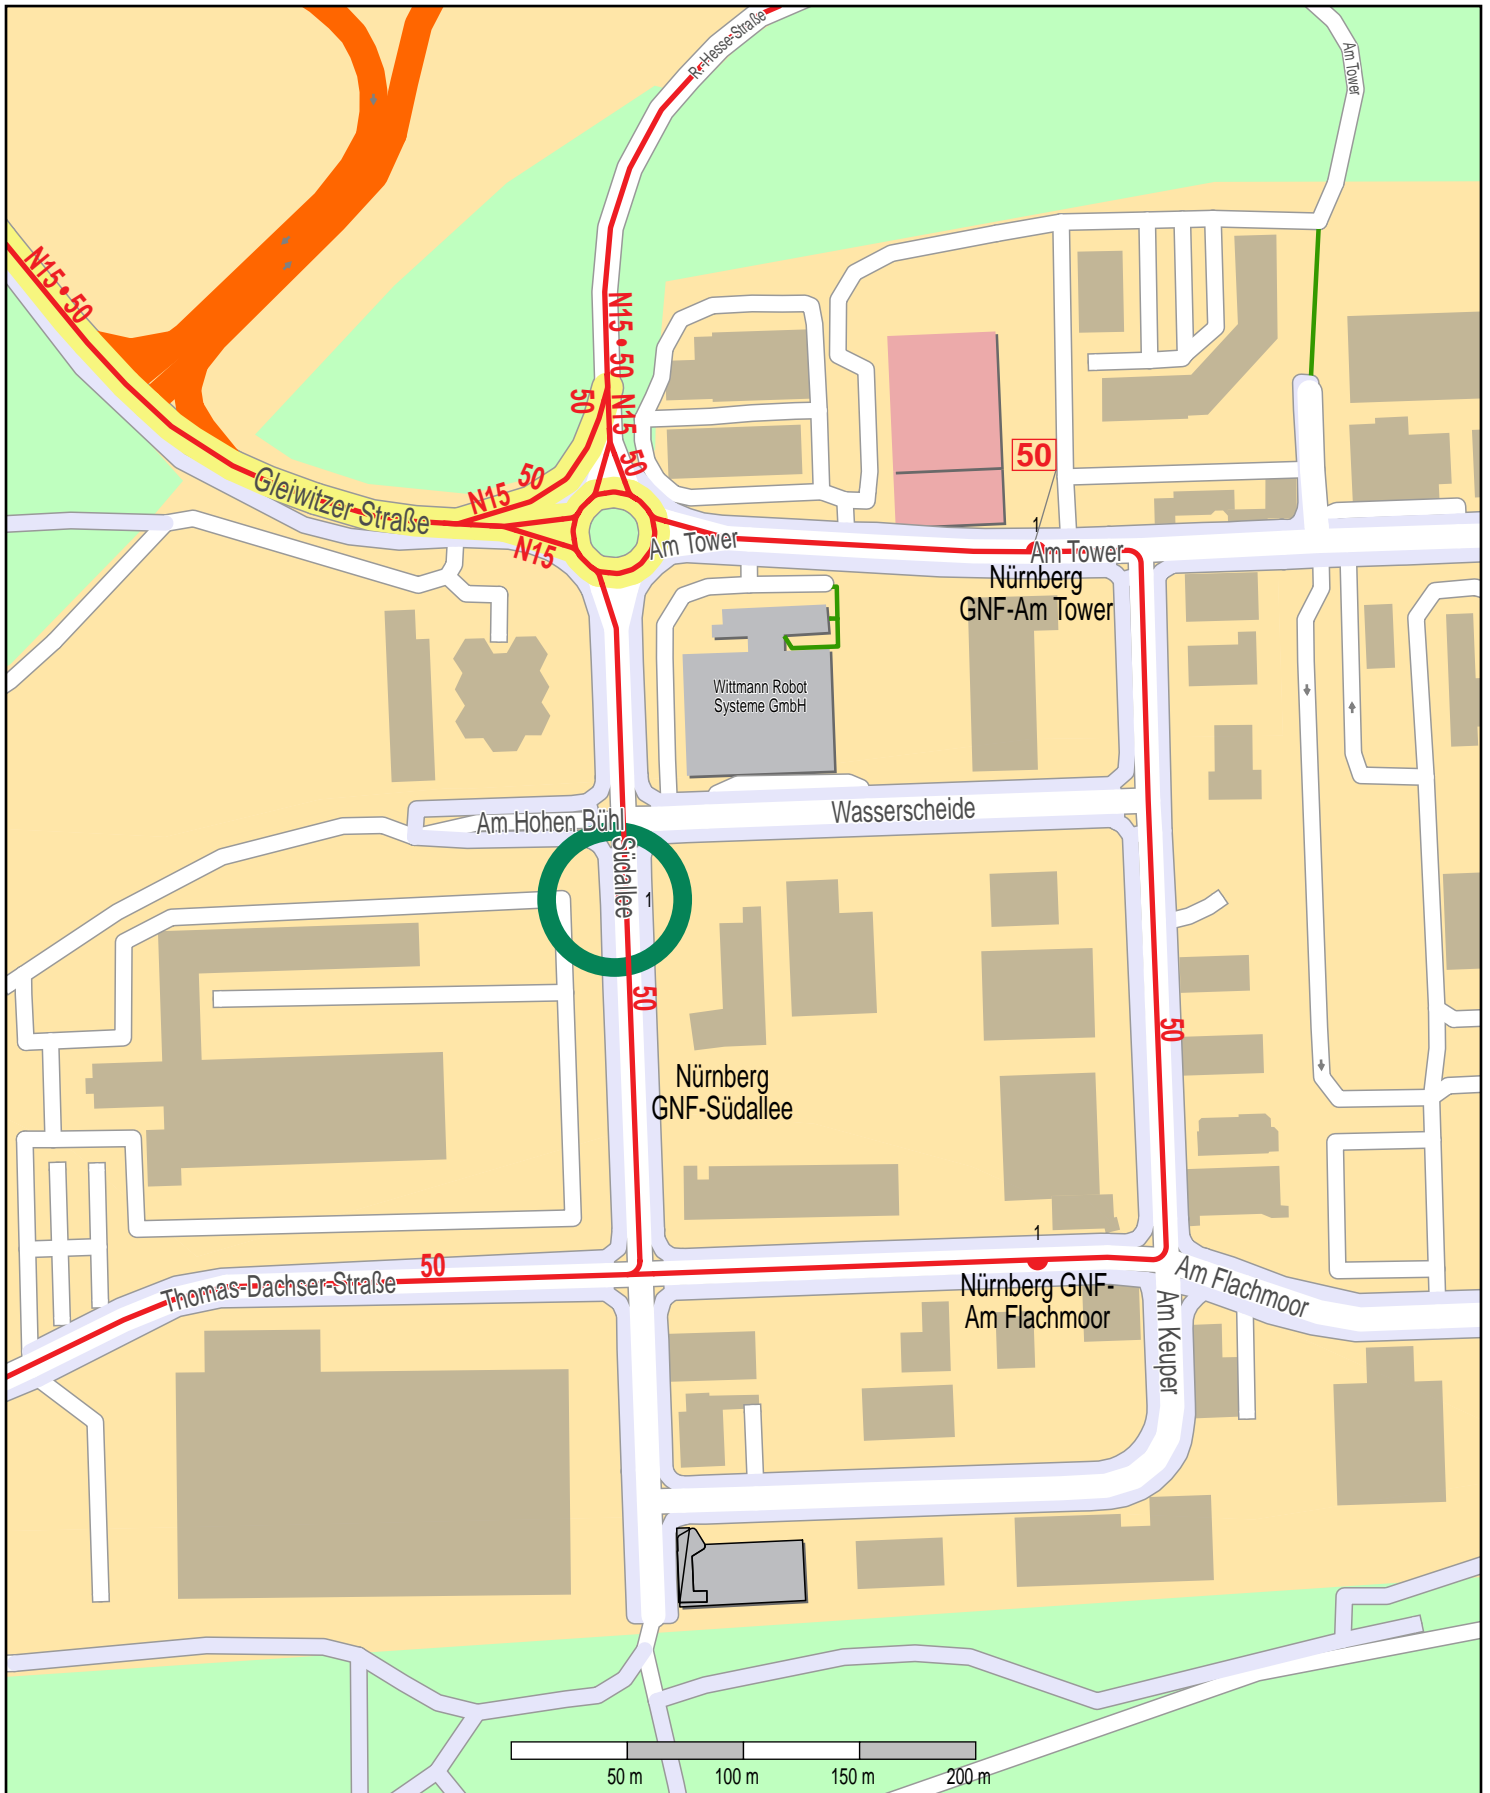 R.-Hesse-Straße
Am Tower
N15 • 50
N15 • 50
50
N15
50
50
Gleiwitzer Straße
N15
50
N15
Am Tower
1
Am Tower
Nürnberg
GNF-Am Tower
Wittmann Robot
Systeme GmbH
Am Hohen Bühl
Wasserscheide
Südallee
1
50
50
Nürnberg
GNF-Südallee
1
50
Thomas-Dachser-Straße
Nürnberg GNF-
Am Flachmoor
Am Flachmoor
Am Keuper
50 m
100 m
150 m
200 m